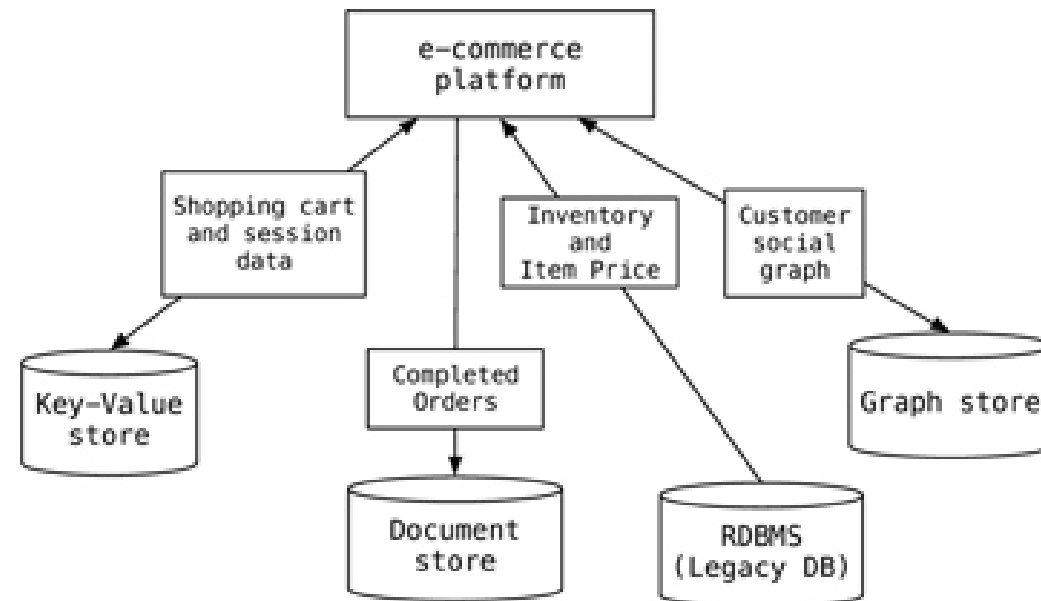 e-commerce
platform
Shopping cart
and session
data
Inventory
and
Item Price
Customer
social
graph
Completed
Orders
Key-Value
store
Graph store
Document
store
RDBMS
(Legacy DB)